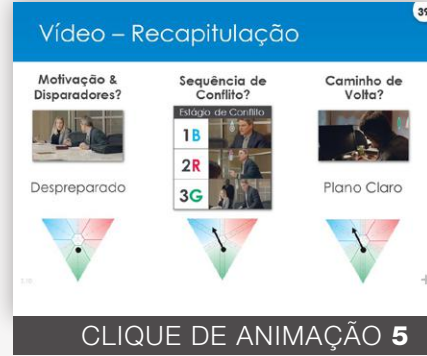 39
Vídeo – Recapitulação
Motivação &
Disparadores?
Despreparado
Sequência de
Conflito?
Estágio de Conflito
1B
2R
3G
Caminho de
Volta?
Plano Claro
CLIQUE DE ANIMAÇÃO 5